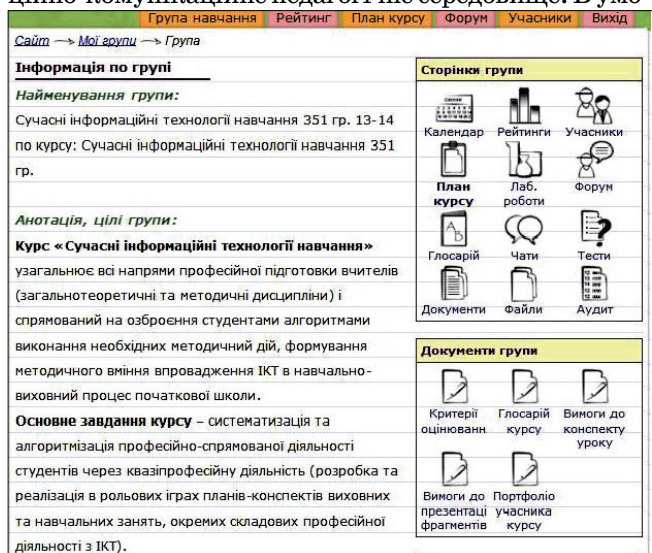 ційно-комунікаційне педагогічне середовище. В умо-
Група навчання Рейтинг План курсу Форум Учасники Вихід
Сайт → Мої групи → Група
Інформація по групі
Найменування групи:
Сучасні інформаційні технології навчання 351 гр. 13-14
по курсу: Сучасні інформаційні технології навчання 351
гр.
Анотація, цілі групи:
Курс «Сучасні інформаційні технології навчання»
узагальнює всі напрями професійної підготовки вчителів
(загальнотеоретичні та методичні дисципліни) і
спрямований на озброєння студентами алгоритмами
виконання необхідних методичний дій, формування
методичного вміння впровадження ІКТ в навчально-
виховний процес початкової школи.
Основне завдання курсу – систематизація та
алгоритмізація професійно-спрямованої діяльності
студентів через квазіпрофесійну діяльність (розробка та
реалізація в рольових іграх планів-конспектів виховних
та навчальних занять, окремих складових професійної
діяльності з ІКТ).
Сторінки групи
Календар Рейтинги Учасники
План Лаб. Форум
курсу роботи
Глосарій Чати Тести
Документи Файли Аудит
Документи групи
Критерії Глосарій Вимоги до
оцінюванн курсу конспекту
уроку
Вимоги до Портфоліо
презентаці учасника
фрагментів курсу